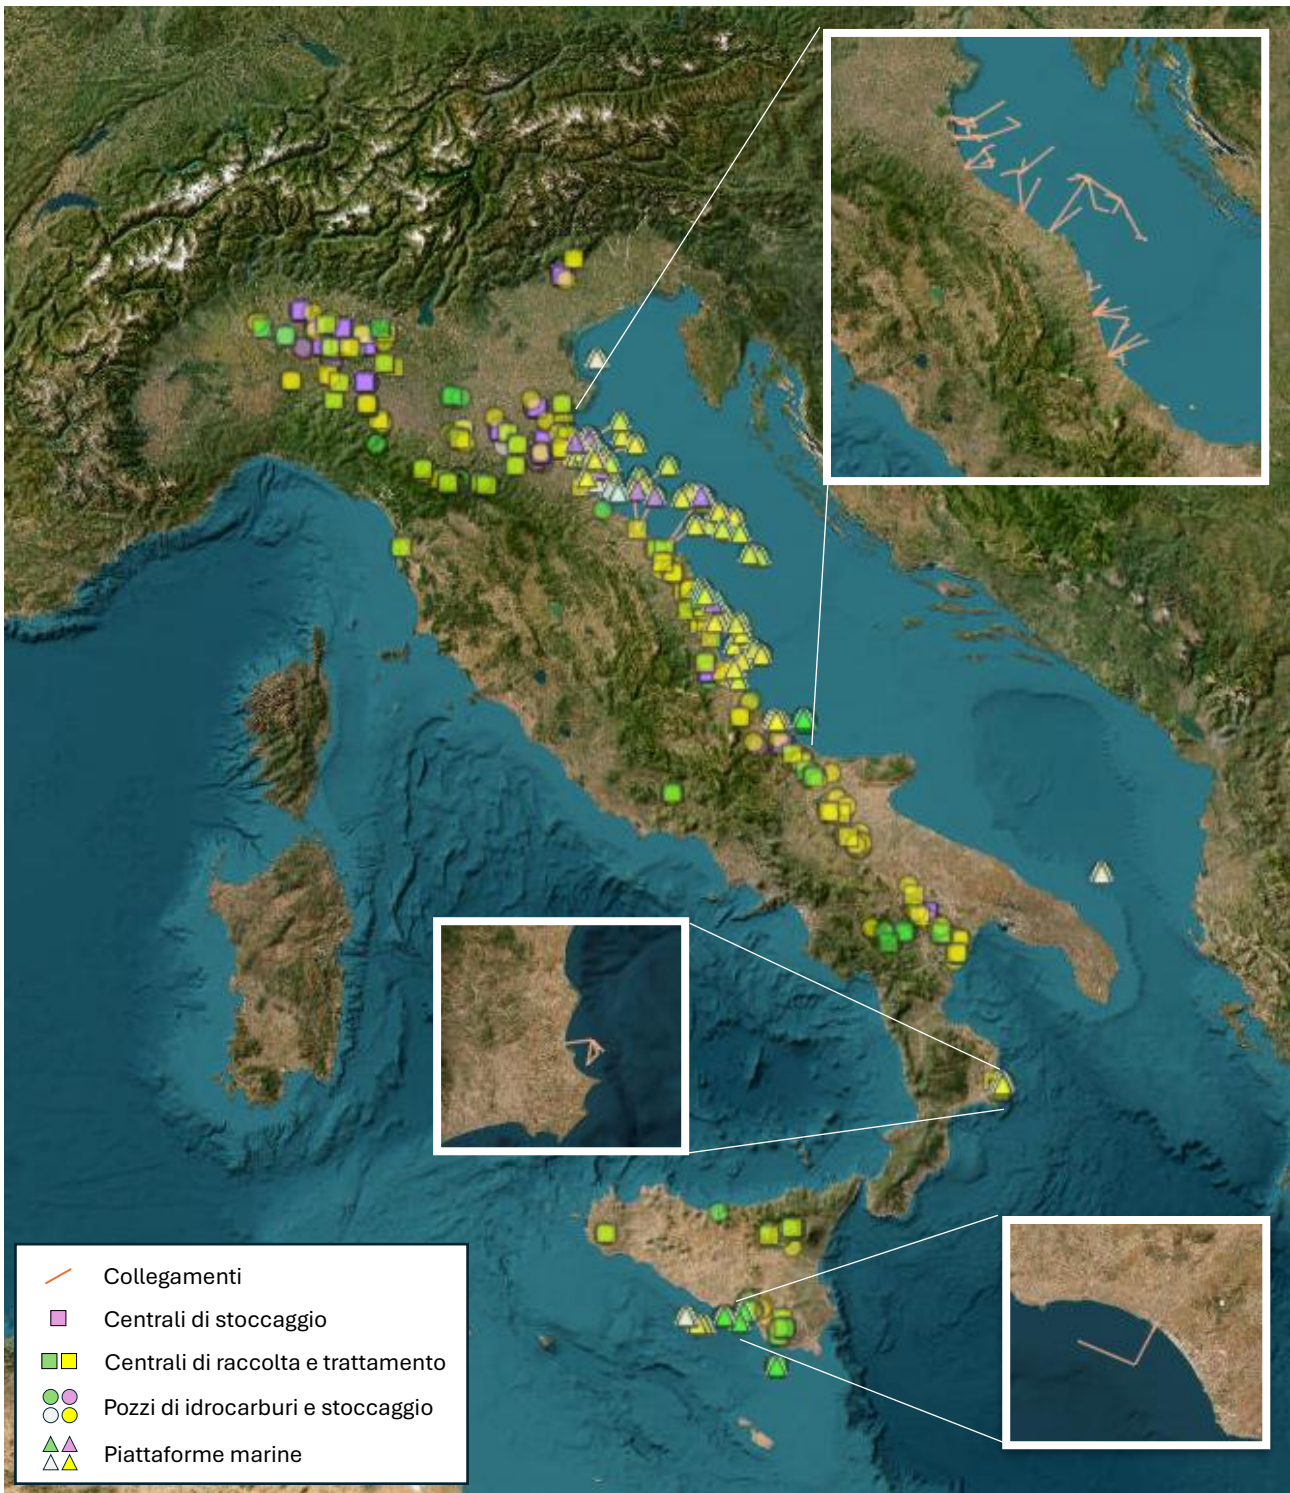 Collegamenti
Centrali di stoccaggio
Centrali di raccolta e trattamento
Pozzi di idrocarburi e stoccaggio
Piattaforme marine